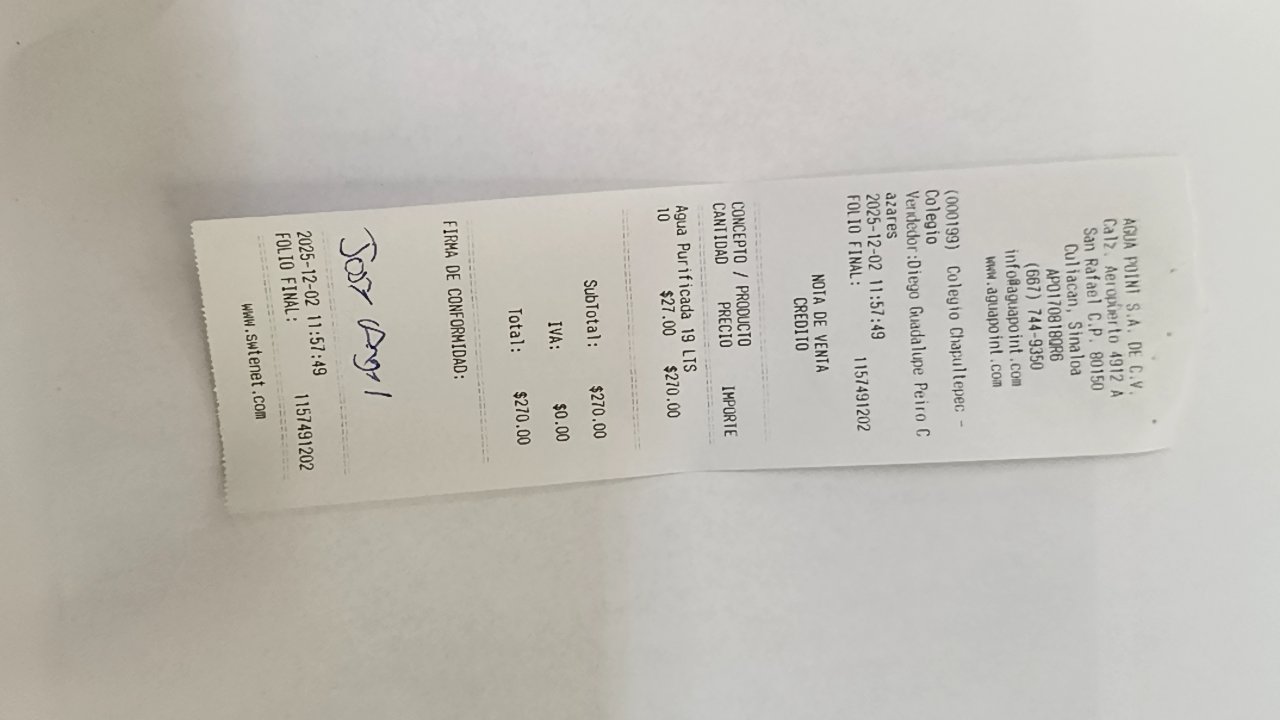 AGUA POINT S.A. DE C.V.
Calz. Aeropuerto 4912 A
San Rafael C.P. 80150
Culiacan, Sinaloa
APO170819QR6
(667) 744-9350
info@aguapoint.com
www.aguapoint.com
(000199) Colegio Chapultepec -
Colegio
Vendedor:Diego Guadalupe Peiro C
azares
2025-12-02 11:57:49
FOLIO FINAL: 1157491202
NOTA DE VENTA
CREDITO
CONCEPTO / PRODUCTO
CANTIDAD PRECIO IMPORTE
Agua Purificada 19 LTS
10 $27.00 $270.00
SubTotal: $270.00
IVA: $0.00
Total: $270.00
FIRMA DE CONFORMIDAD:
Jose Angel
2025-12-02 11:57:49
FOLIO FINAL: 1157491202
www.swtenet.com